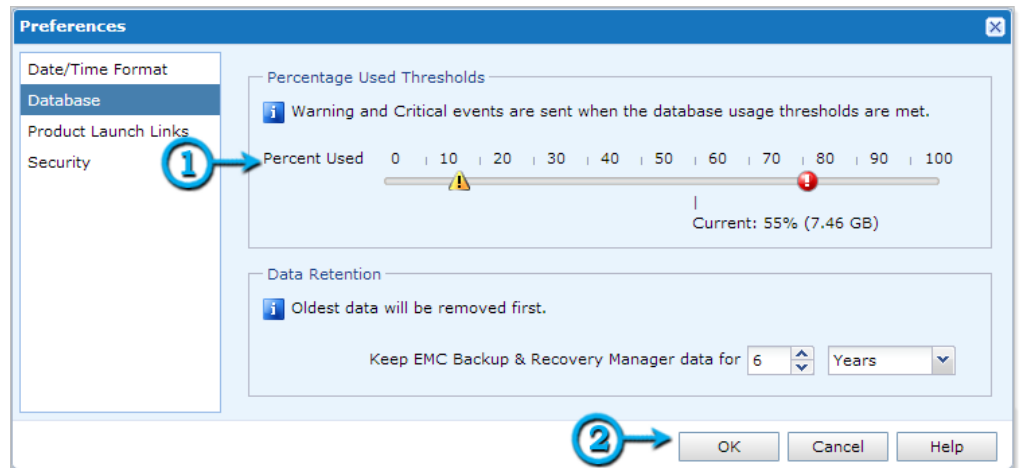 Preferences
Date/Time Format
Database
Product Launch Links
Security
Percentage Used Thresholds
Warning and Critical events are sent when the database usage thresholds are met.
1
Percent Used 0 10 20 30 40 50 60 70 80 90 100
Current: 55% (7.46 GB)
Data Retention
Oldest data will be removed first.
Keep EMC Backup & Recovery Manager data for 6 Years
2
OK Cancel Help